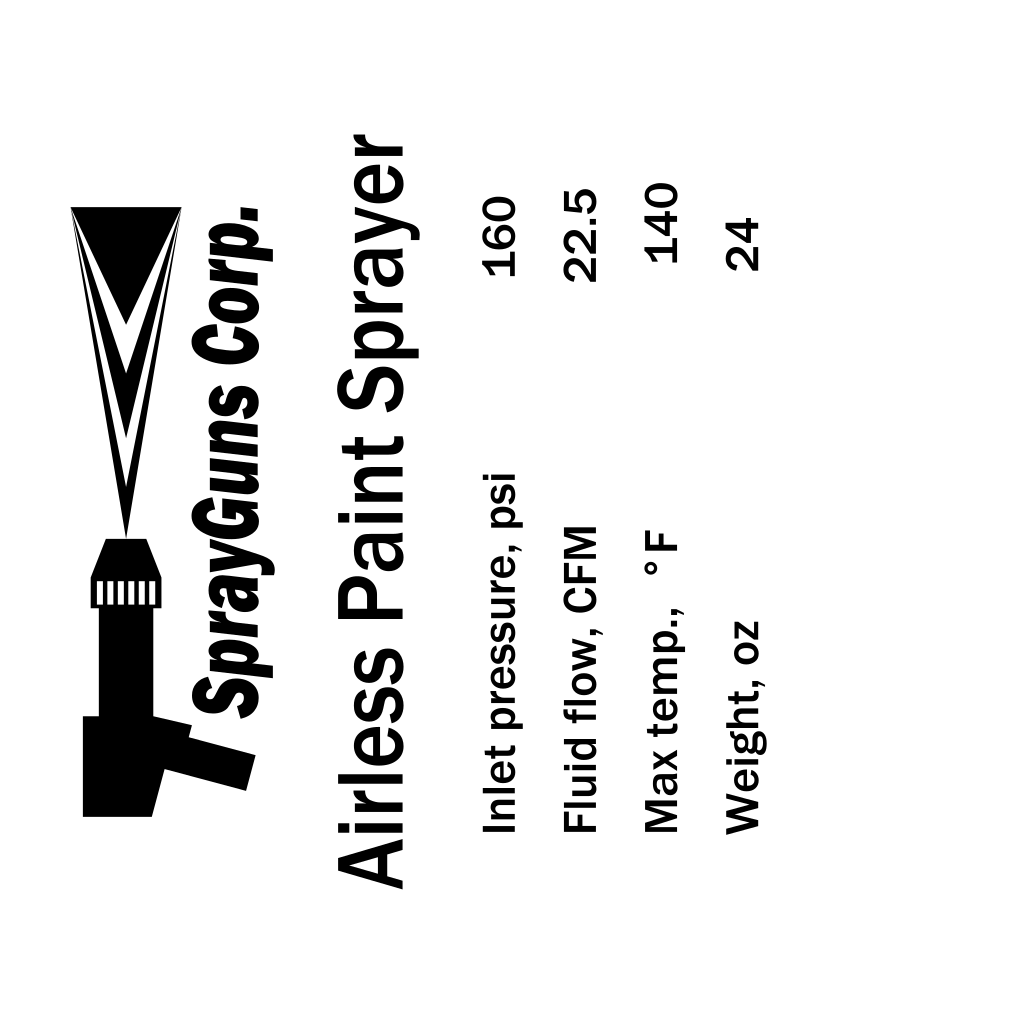 SprayGuns Corp.
Airless Paint Sprayer
Inlet pressure, psi 160
Fluid flow, CFM 22.5
Max temp., °F 140
Weight, oz 24